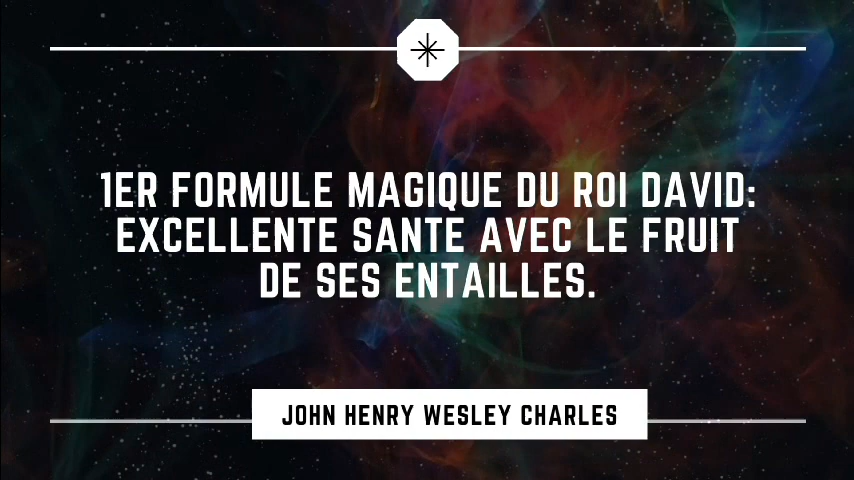 1ER FORMULE MAGIQUE DU ROI DAVID:
EXCELLENTE SANTE AVEC LE FRUIT
DE SES ENTAILLES.
JOHN HENRY WESLEY CHARLES